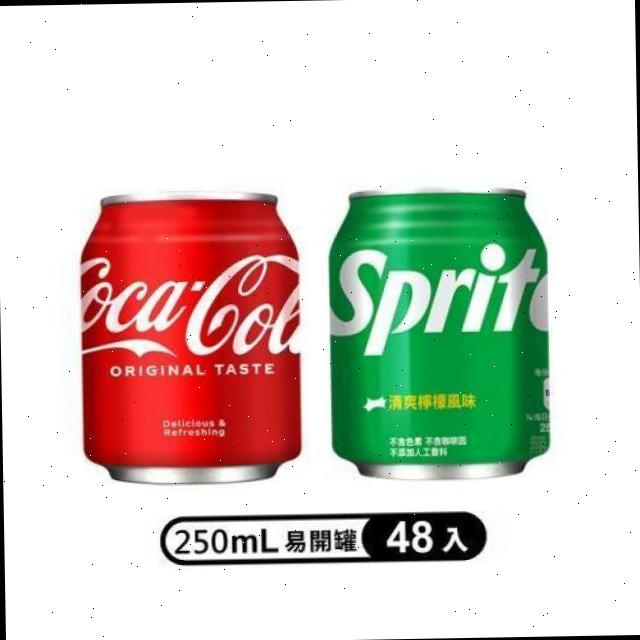 Coca-Cola
ORIGINAL TASTE
Delicious &
Refreshing
Sprite
清爽檸檬風味
不含色素 不含咖啡因
不添加人工香料
250mL 易開罐 48入